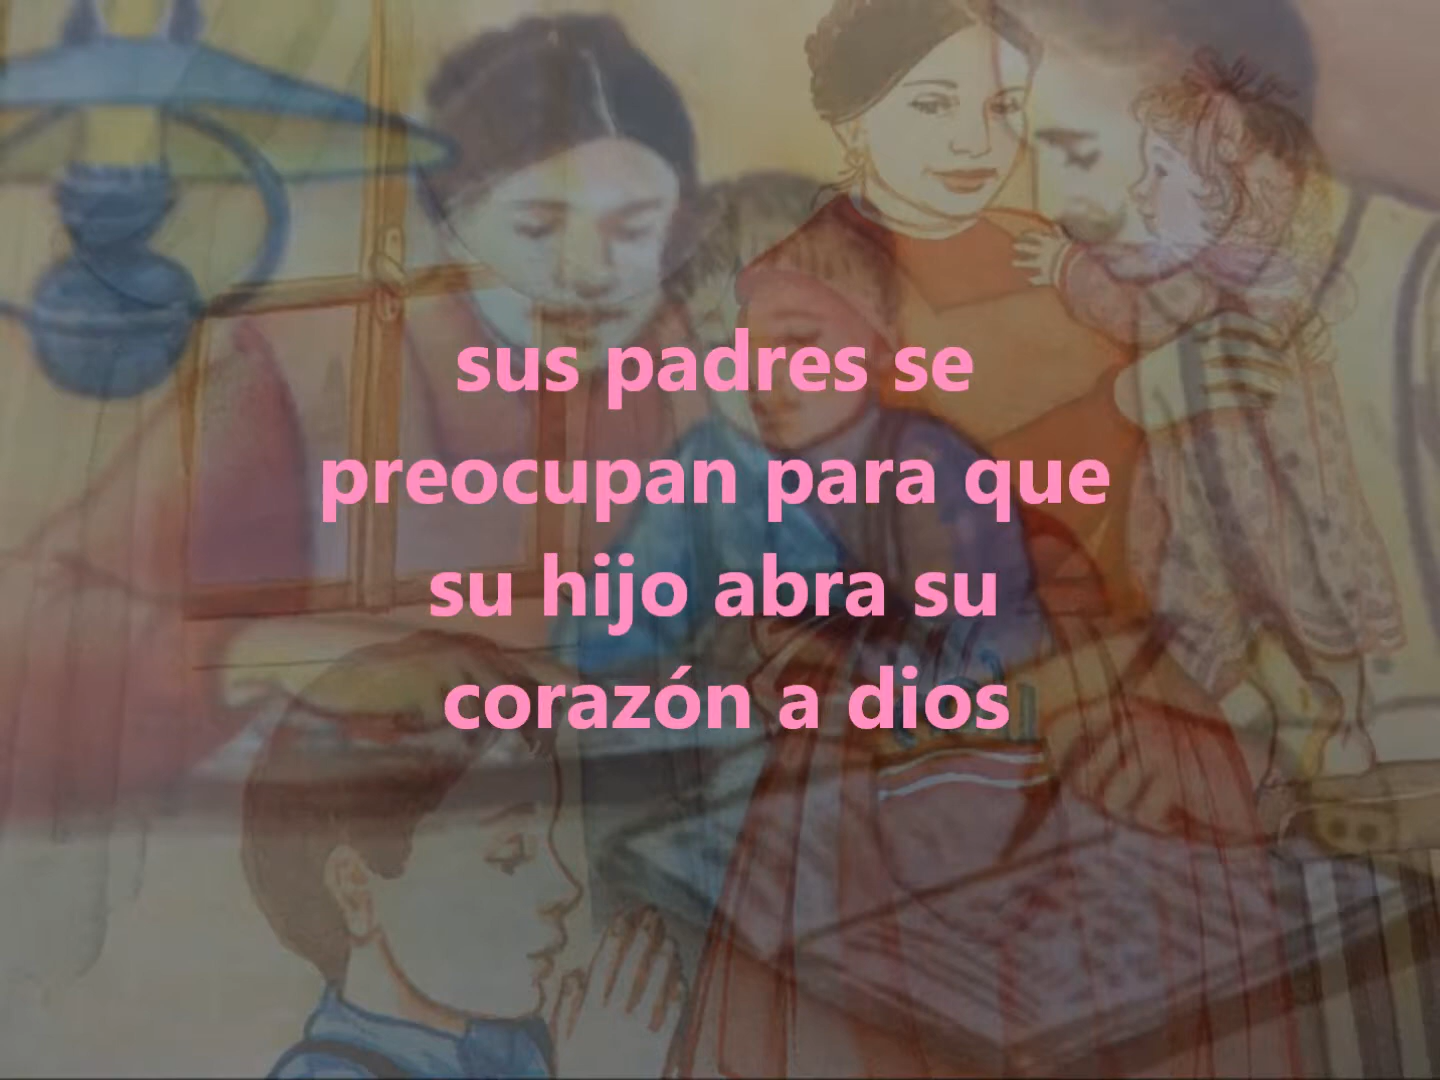 sus padres se
preocupan para que
su hijo abra su
corazón a dios